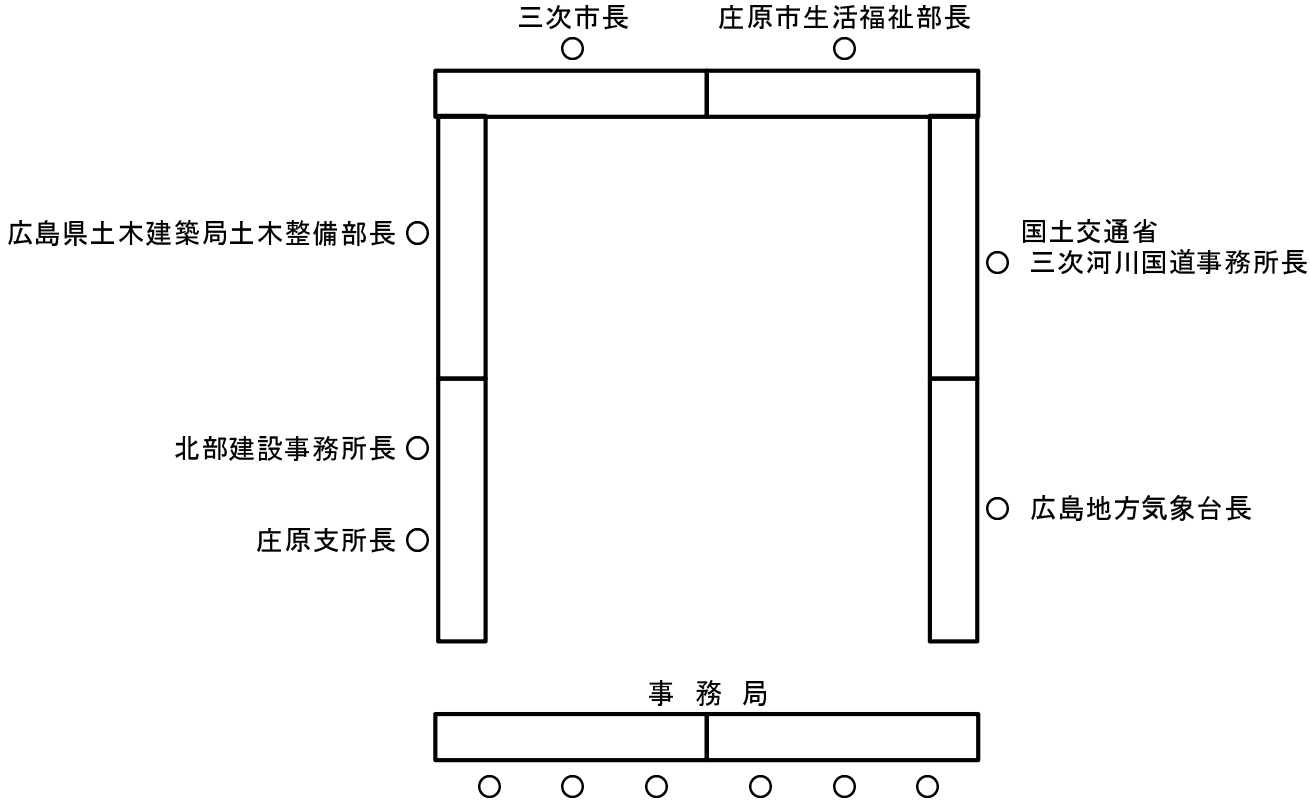 三次市長
庄原市生活福祉部長
広島県土木建築局土木整備部長
国土交通省
三次河川国道事務所長
北部建設事務所長
広島地方気象台長
庄原支所長
事務局